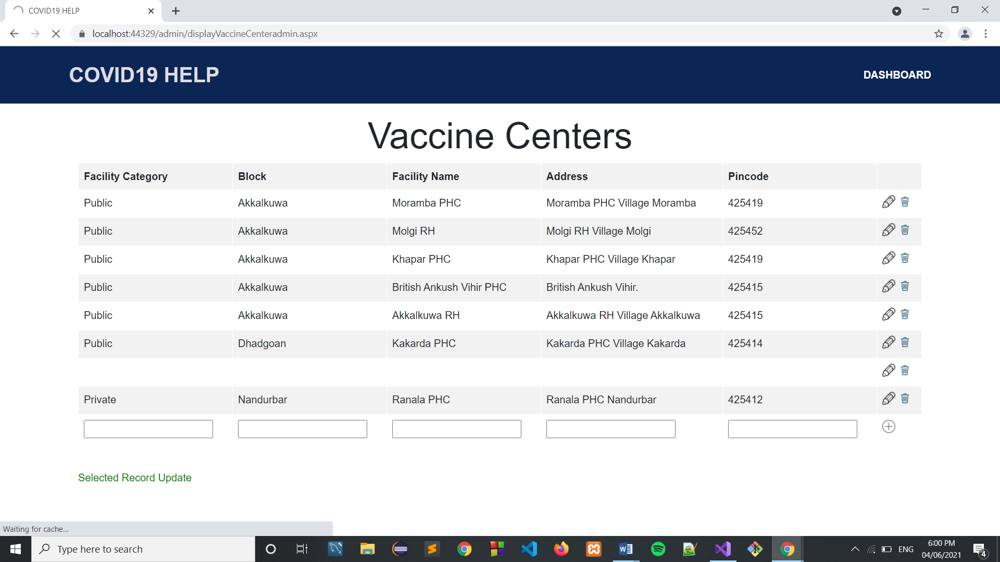 COVID19 HELP
localhost:44329/admin/displayVaccineCenteradmin.aspx
COVID19 HELP
DASHBOARD
Vaccine Centers
Facility Category Block Facility Name Address Pincode
Public Akkalkuwa Moramba PHC Moramba PHC Village Moramba 425419
Public Akkalkuwa Molgi RH Molgi RH Village Molgi 425452
Public Akkalkuwa Khapar PHC Khapar PHC Village Khapar 425419
Public Akkalkuwa British Ankush Vihir PHC British Ankush Vihir. 425415
Public Akkalkuwa Akkalkuwa RH Akkalkuwa RH Village Akkalkuwa 425415
Public Dhadgoan Kakarda PHC Kakarda PHC Village Kakarda 425414
Private Nandurbar Ranala PHC Ranala PHC Nandurbar 425412
Selected Record Update
Waiting for cache...
Type here to search
ENG
6:00 PM
04/06/2021
4